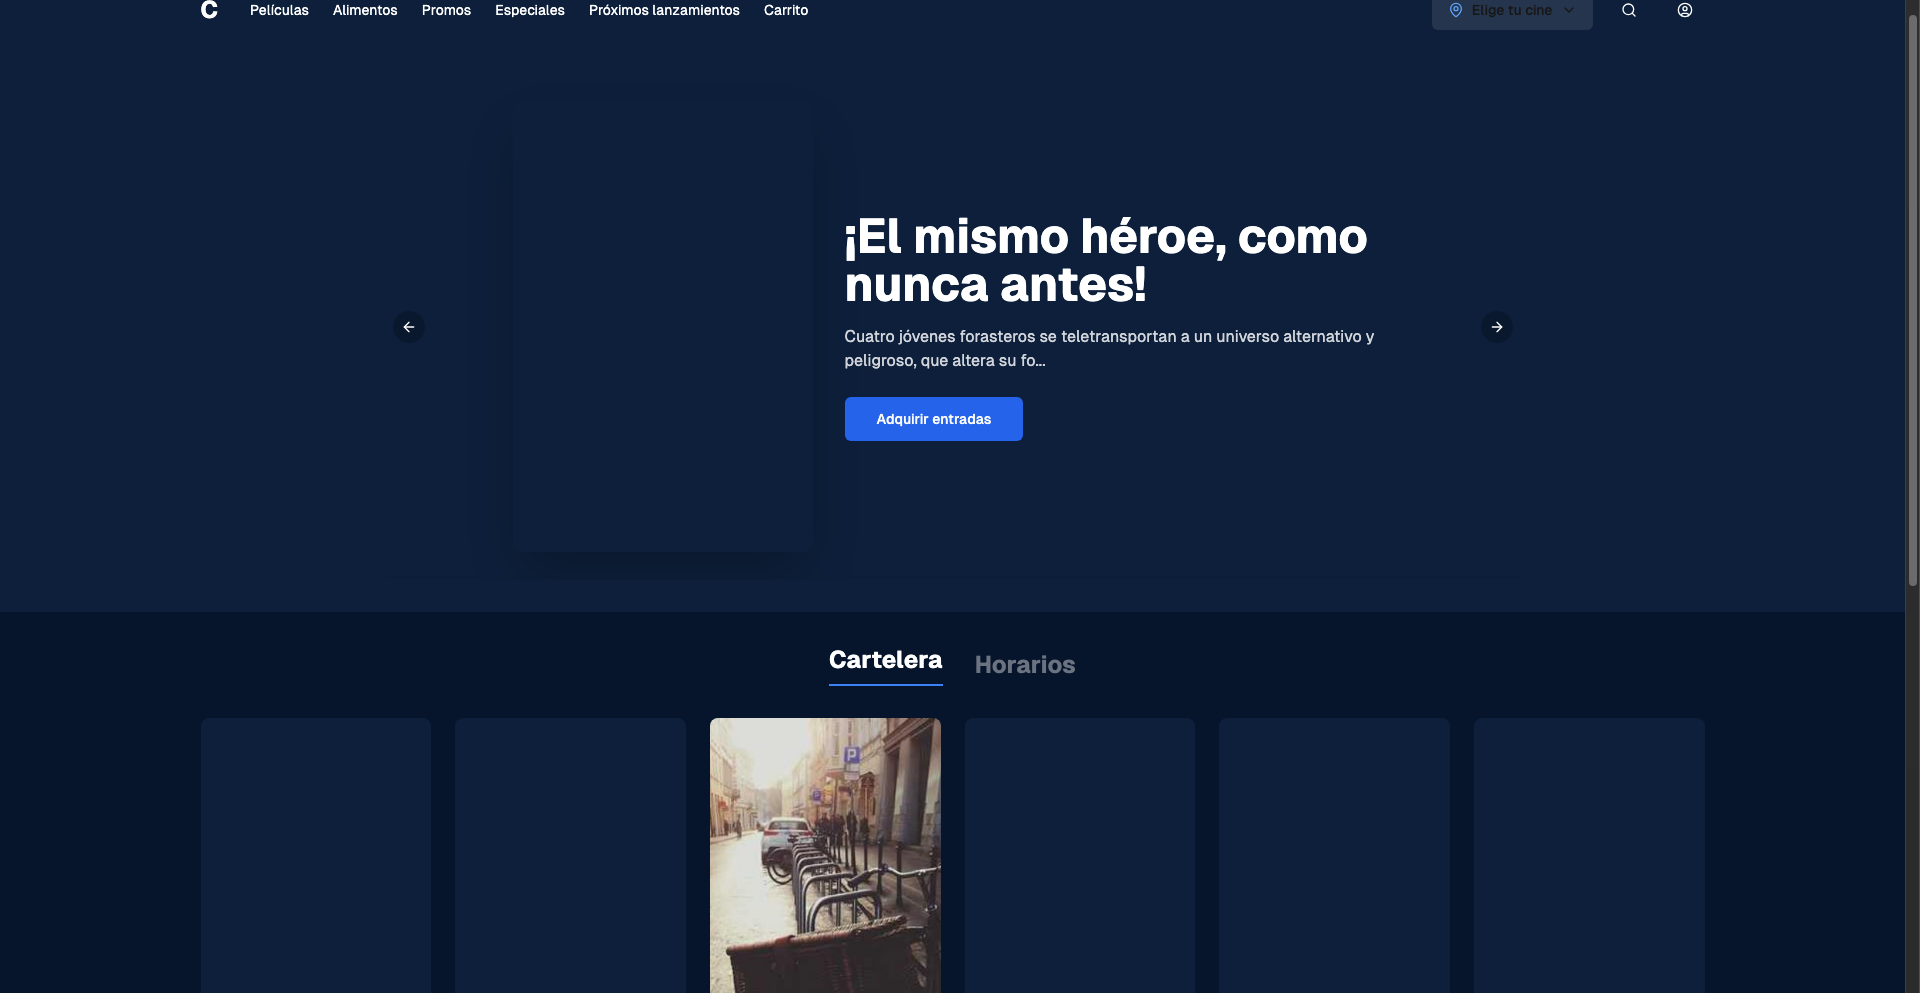 C
Películas
Alimentos
Promos
Especiales
Próximos lanzamientos
Carrito
Elige tu cine
¡El mismo héroe, como
nunca antes!
Cuatro jóvenes forasteros se teletransportan a un universo alternativo y
peligroso, que altera su fo...
Adquirir entradas
Cartelera
Horarios
P